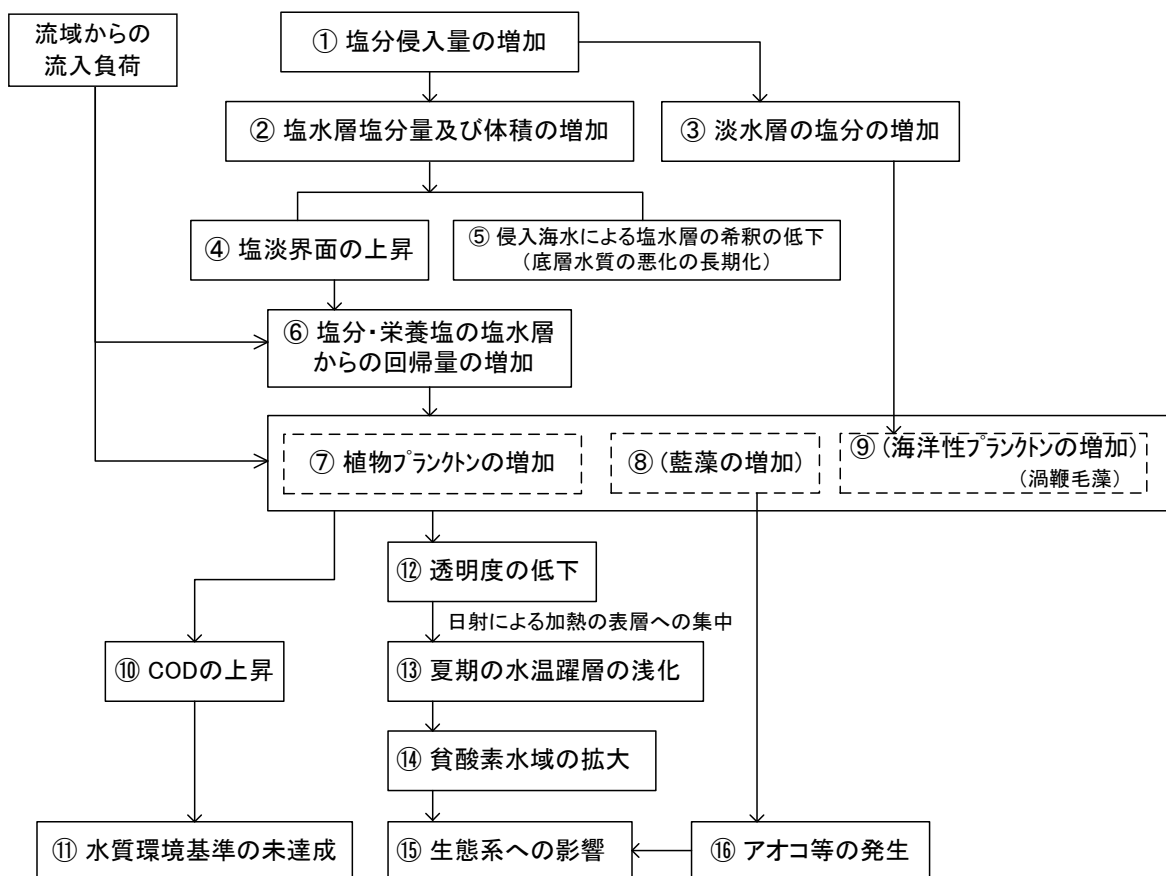 流域からの
流入負荷
① 塩分侵入量の増加
② 塩水層塩分量及び体積の増加
③ 淡水層の塩分の増加
④ 塩淡界面の上昇
⑤ 侵入海水による塩水層の希釈の低下
（底層水質の悪化の長期化）
⑥ 塩分・栄養塩の塩水層
からの回帰量の増加
⑦ 植物プランクトンの増加
⑧ (藍藻の増加)
⑨ (海洋性プランクトンの増加)
（渦鞭毛藻）
⑫ 透明度の低下
日射による加熱の表層への集中
⑩ CODの上昇
⑬ 夏期の水温躍層の浅化
⑭ 貧酸素水域の拡大
⑪ 水質環境基準の未達成
⑮ 生態系への影響
⑯ アオコ等の発生